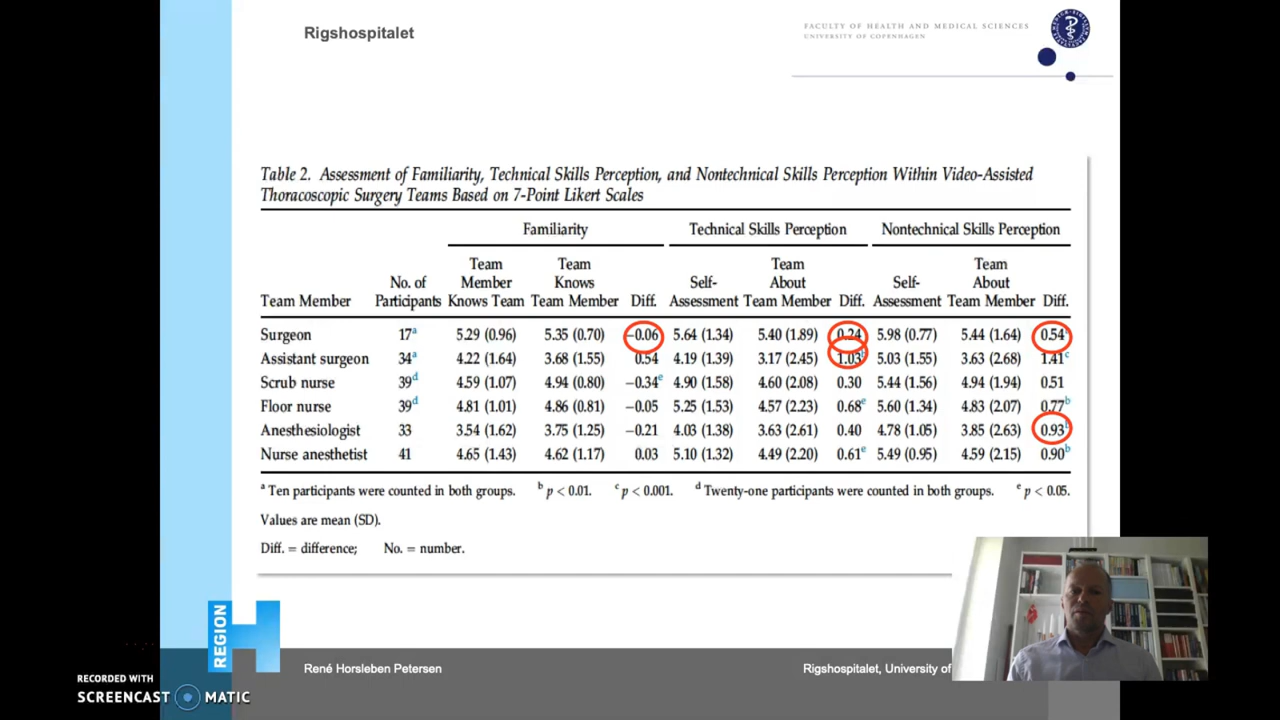 Rigshospitalet
FACULTY OF HEALTH AND MEDICAL SCIENCES
UNIVERSITY OF COPENHAGEN
Table 2. Assessment of Familiarity, Technical Skills Perception, and Nontechnical Skills Perception Within Video-Assisted
Thoracoscopic Surgery Teams Based on 7-Point Likert Scales
Familiarity Technical Skills Perception Nontechnical Skills Perception
Team Team Team Team
No. of Member Knows Self- About Self- About
Team Member Participants Knows Team Team Member Diff. Assessment Team Member Diff. Assessment Team Member Diff.
Surgeon 17a 5.29 (0.96) 5.35 (0.70) −0.06 5.64 (1.34) 5.40 (1.89) 0.24 5.98 (0.77) 5.44 (1.64) 0.54
Assistant surgeon 34a 4.22 (1.64) 3.68 (1.55) 0.54 4.19 (1.39) 3.17 (2.45) 1.03b 5.03 (1.55) 3.63 (2.68) 1.41c
Scrub nurse 39d 4.59 (1.07) 4.94 (0.80) −0.34e 4.90 (1.58) 4.60 (2.08) 0.30 5.44 (1.56) 4.94 (1.94) 0.51
Floor nurse 39d 4.81 (1.01) 4.86 (0.81) −0.05 5.25 (1.53) 4.57 (2.23) 0.68e 5.60 (1.34) 4.83 (2.07) 0.77b
Anesthesiologist 33 3.54 (1.62) 3.75 (1.25) −0.21 4.03 (1.38) 3.63 (2.61) 0.40 4.78 (1.05) 3.85 (2.63) 0.93b
Nurse anesthetist 41 4.65 (1.43) 4.62 (1.17) 0.03 5.10 (1.32) 4.49 (2.20) 0.61e 5.49 (0.95) 4.59 (2.15) 0.90b
a Ten participants were counted in both groups. b p < 0.01. c p < 0.001. d Twenty-one participants were counted in both groups. e p < 0.05.
Values are mean (SD).
Diff. = difference; No. = number.
REGION H
René Horsleben Petersen
Rigshospitalet, University of
RECORDED WITH
SCREENCAST MATIC